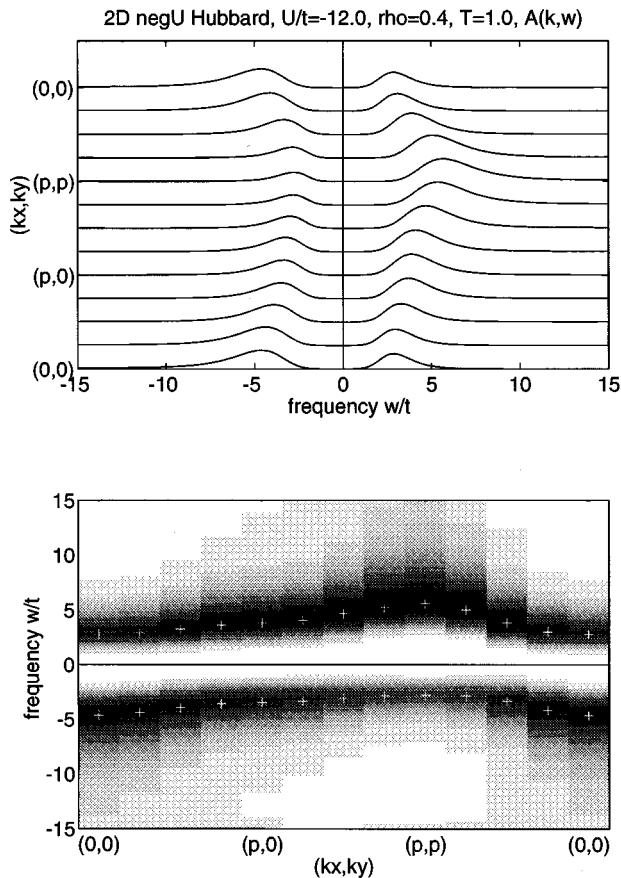 2D negU Hubbard, U/t=-12.0, rho=0.4, T=1.0, A(k,w)
(0,0)
(p,p)
(kx,ky)
(p,0)
(0,0)
-15 -10 -5 0 5 10 15
frequency w/t
15
10
5
0
-5
-10
-15
frequency w/t
(0,0) (p,0) (p,p) (0,0)
(kx,ky)